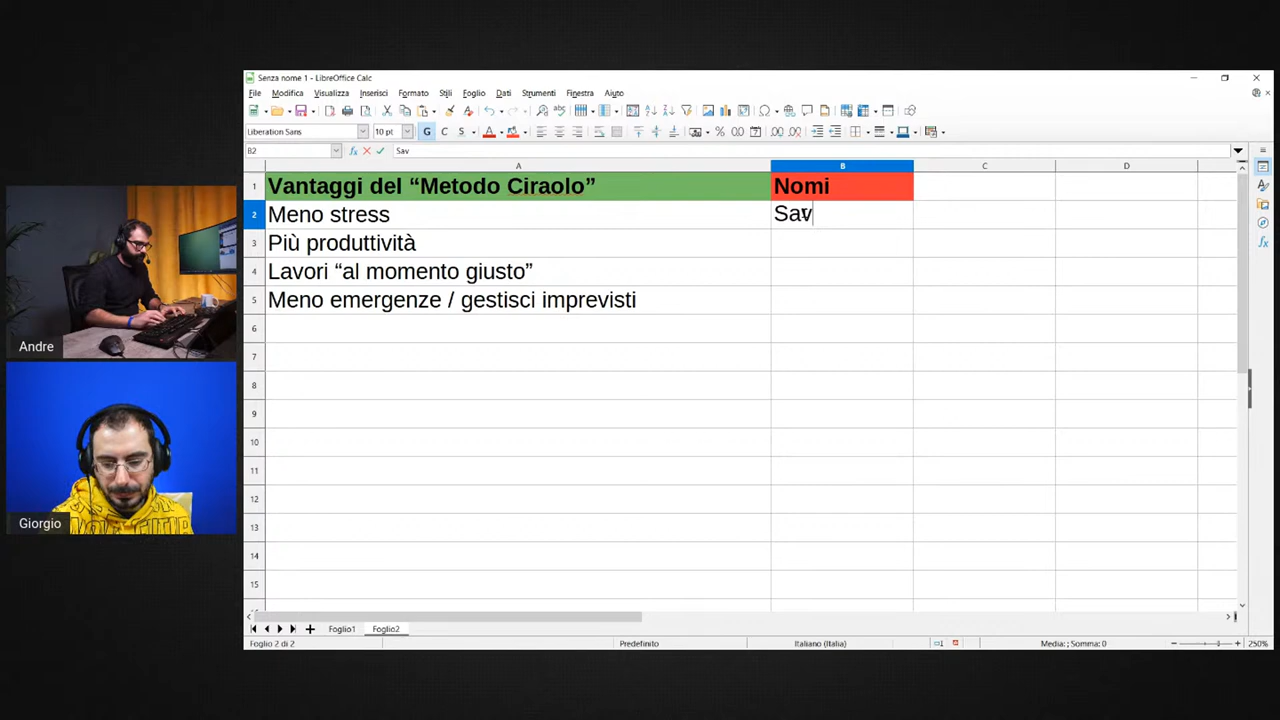 Senza nome 1 - LibreOffice Calc
File Modifica Visualizza Inserisci Formato Stili Foglio Dati Strumenti Finestra Aiuto
Liberation Sans 10 pt G C S
B2 Sav
A B C D
1 Vantaggi del “Metodo Ciraolo” Nomi
2 Meno stress Sav
3 Più produttività
4 Lavori “al momento giusto”
5 Meno emergenze / gestisci imprevisti
6
7
8
9
10
11
12
13
14
15
Foglio1 Foglio2
Foglio 2 di 2 Predefinito Italiano (Italia) Media: ; Somma: 0 250%
Andre
Giorgio